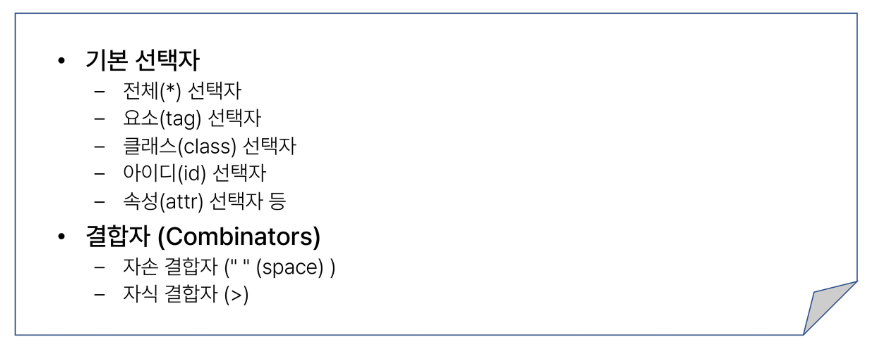 • 기본 선택자
– 전체(*) 선택자
– 요소(tag) 선택자
– 클래스(class) 선택자
– 아이디(id) 선택자
– 속성(attr) 선택자 등
• 결합자 (Combinators)
– 자손 결합자 (" " (space) )
– 자식 결합자 (>)